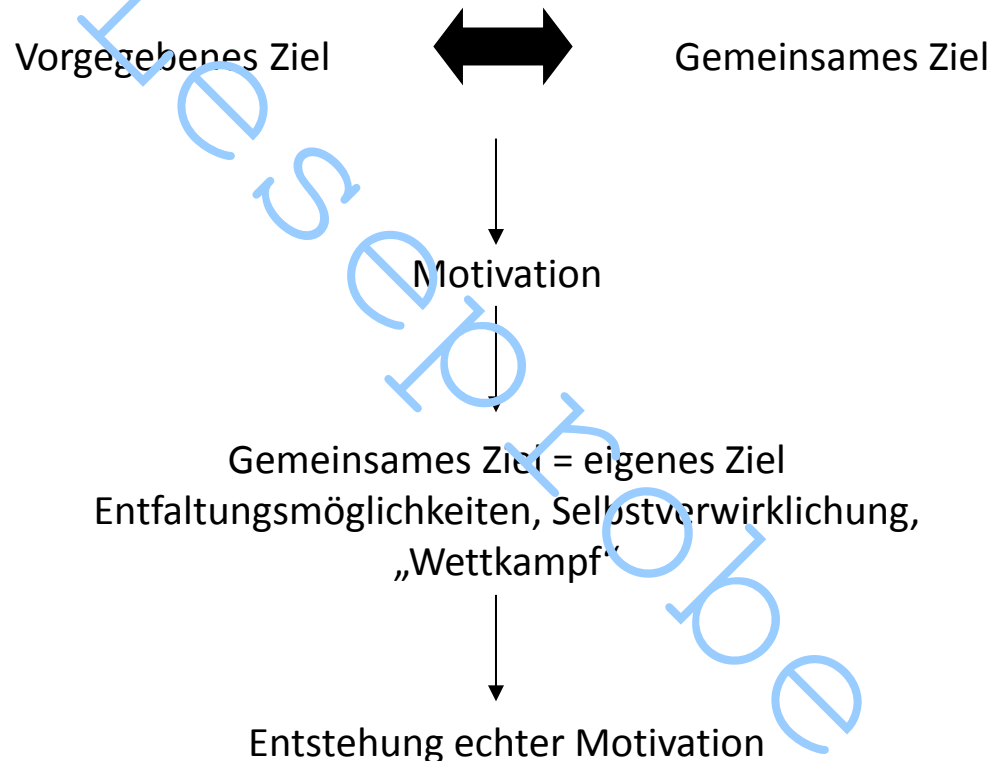 Vorgegebenes Ziel Gemeinsames Ziel
Motivation
Gemeinsames Ziel = eigenes Ziel
Entfaltungsmöglichkeiten, Selbstverwirklichung,
„Wettkampf“
Entstehung echter Motivation
Leseprobe